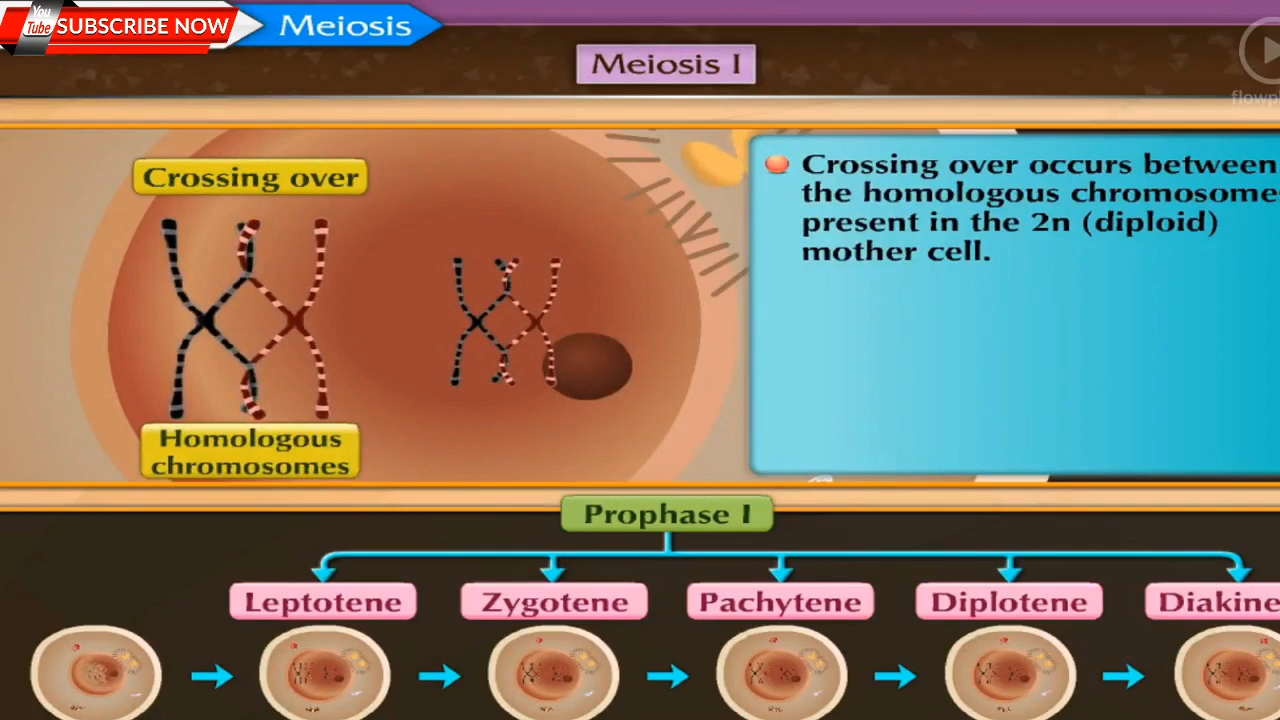 You
Tube
SUBSCRIBE NOW
Meiosis
Meiosis I
flowp
Crossing over
Crossing over occurs between
the homologous chromosome
present in the 2n (diploid)
mother cell.
Homologous
chromosomes
Prophase I
Leptotene
Zygotene
Pachytene
Diplotene
Diakine